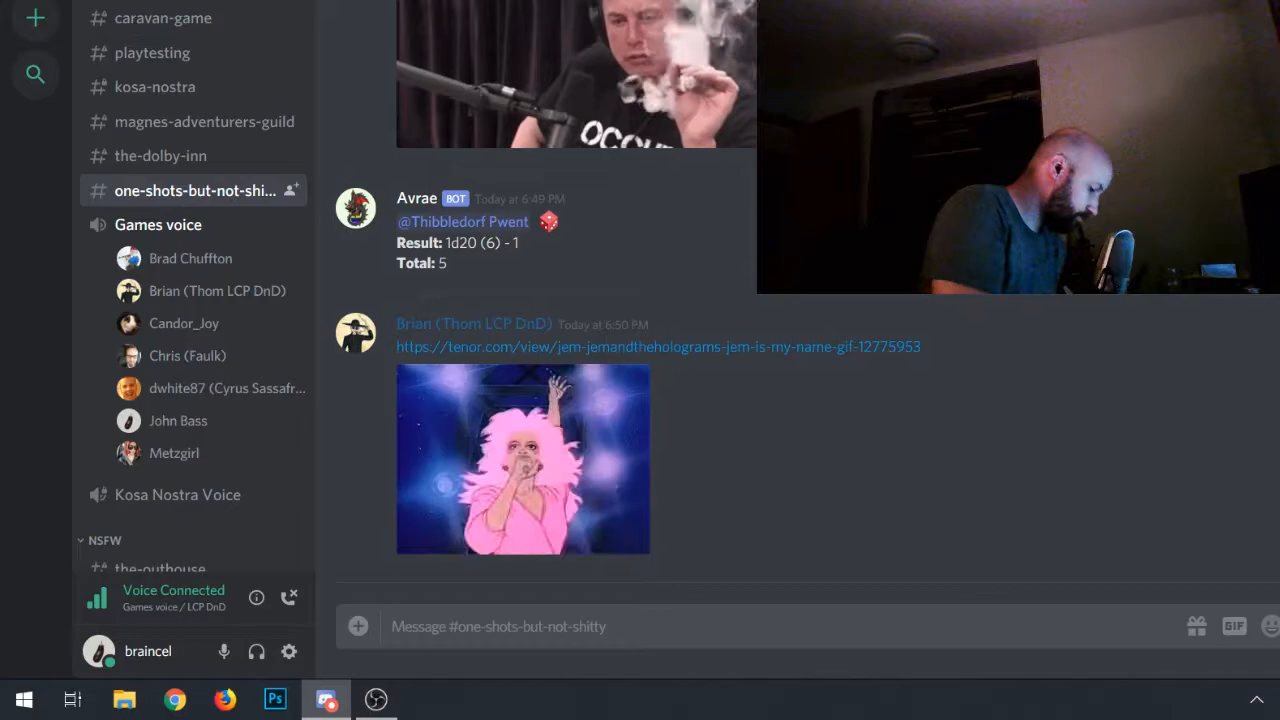 caravan-game
playtesting
kosa-nostra
magnes-adventurers-guild
the-dolby-inn
one-shots-but-not-shi...
Games voice
Brad Chuffton
Brian (Thom LCP DnD)
Candor_Joy
Chris (Faulk)
dwhite87 (Cyrus Sassafr...
John Bass
Metzgirl
Kosa Nostra Voice
NSFW
the-outhouse
Voice Connected
Games voice / LCP DnD
braincel
Avrae BOT Today at 6:49 PM
@Thibbledorf Pwent
Result: 1d20 (6) - 1
Total: 5
Brian (Thom LCP DnD) Today at 6:50 PM
https://tenor.com/view/jem-jemandtheholograms-jem-is-my-name-gif-12775953
Message #one-shots-but-not-shitty
GIF
Ps